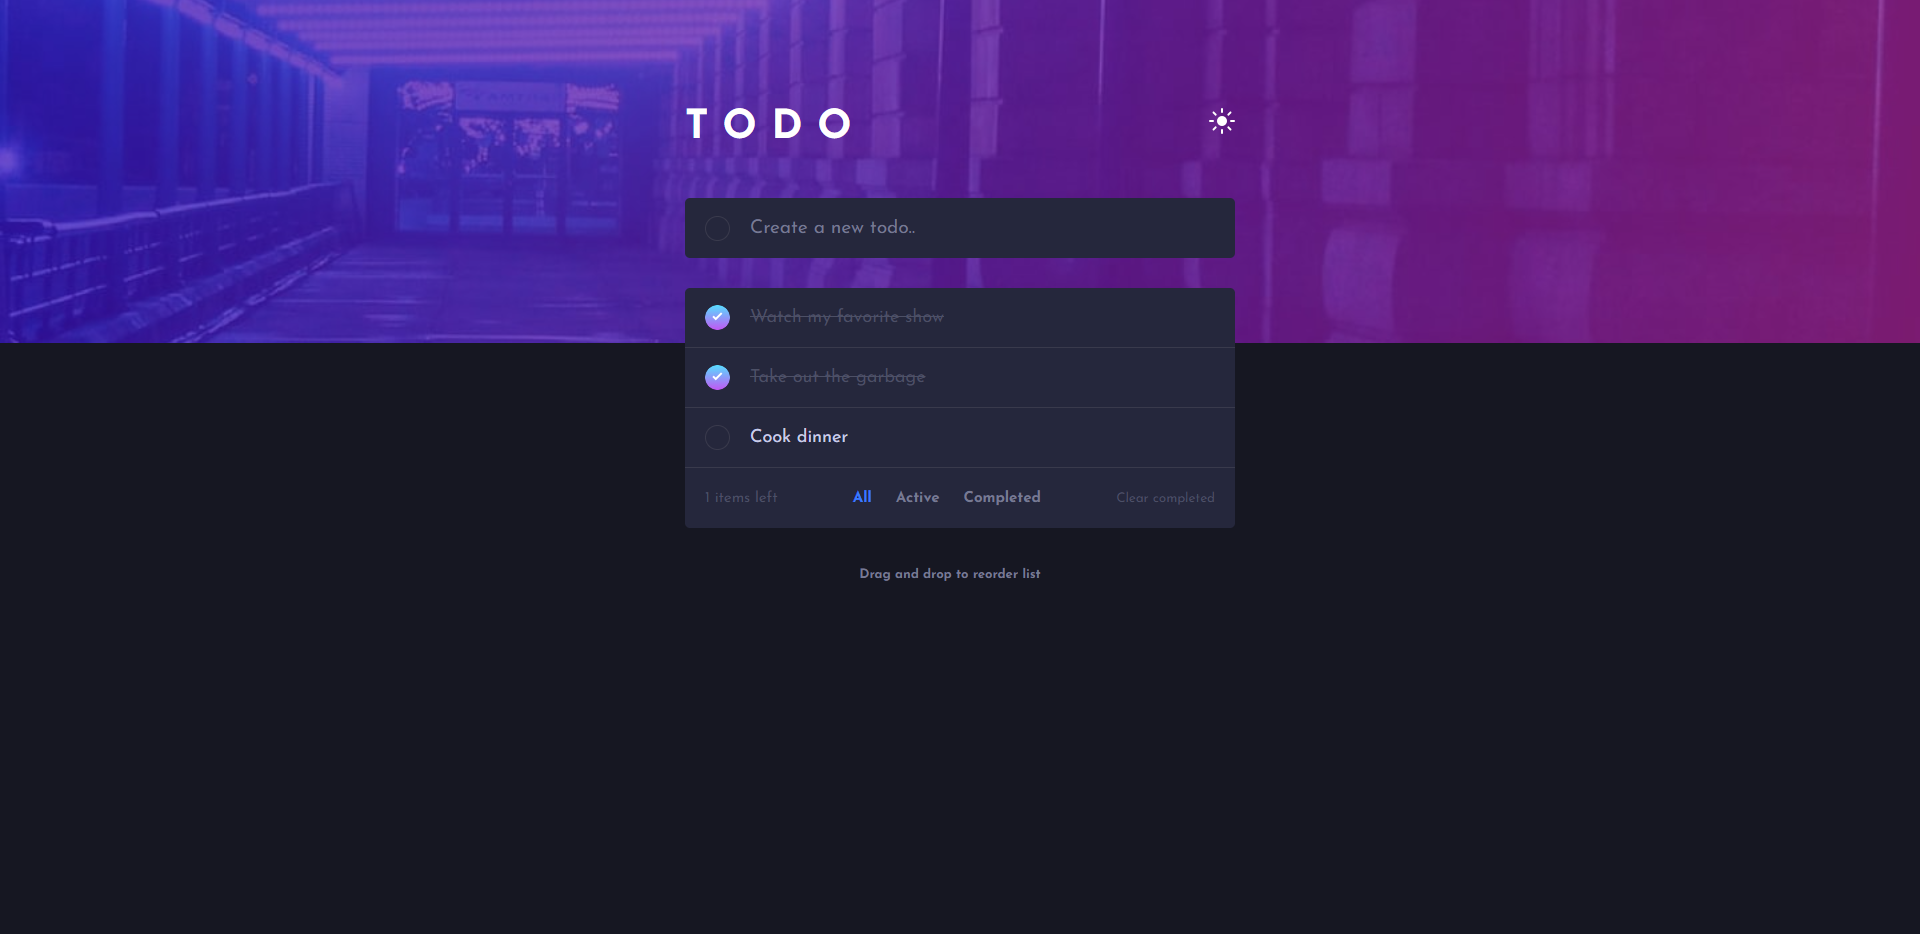 TODO
Create a new todo..
Watch my favorite show
Take out the garbage
Cook dinner
1 items left All Active Completed Clear completed
Drag and drop to reorder list